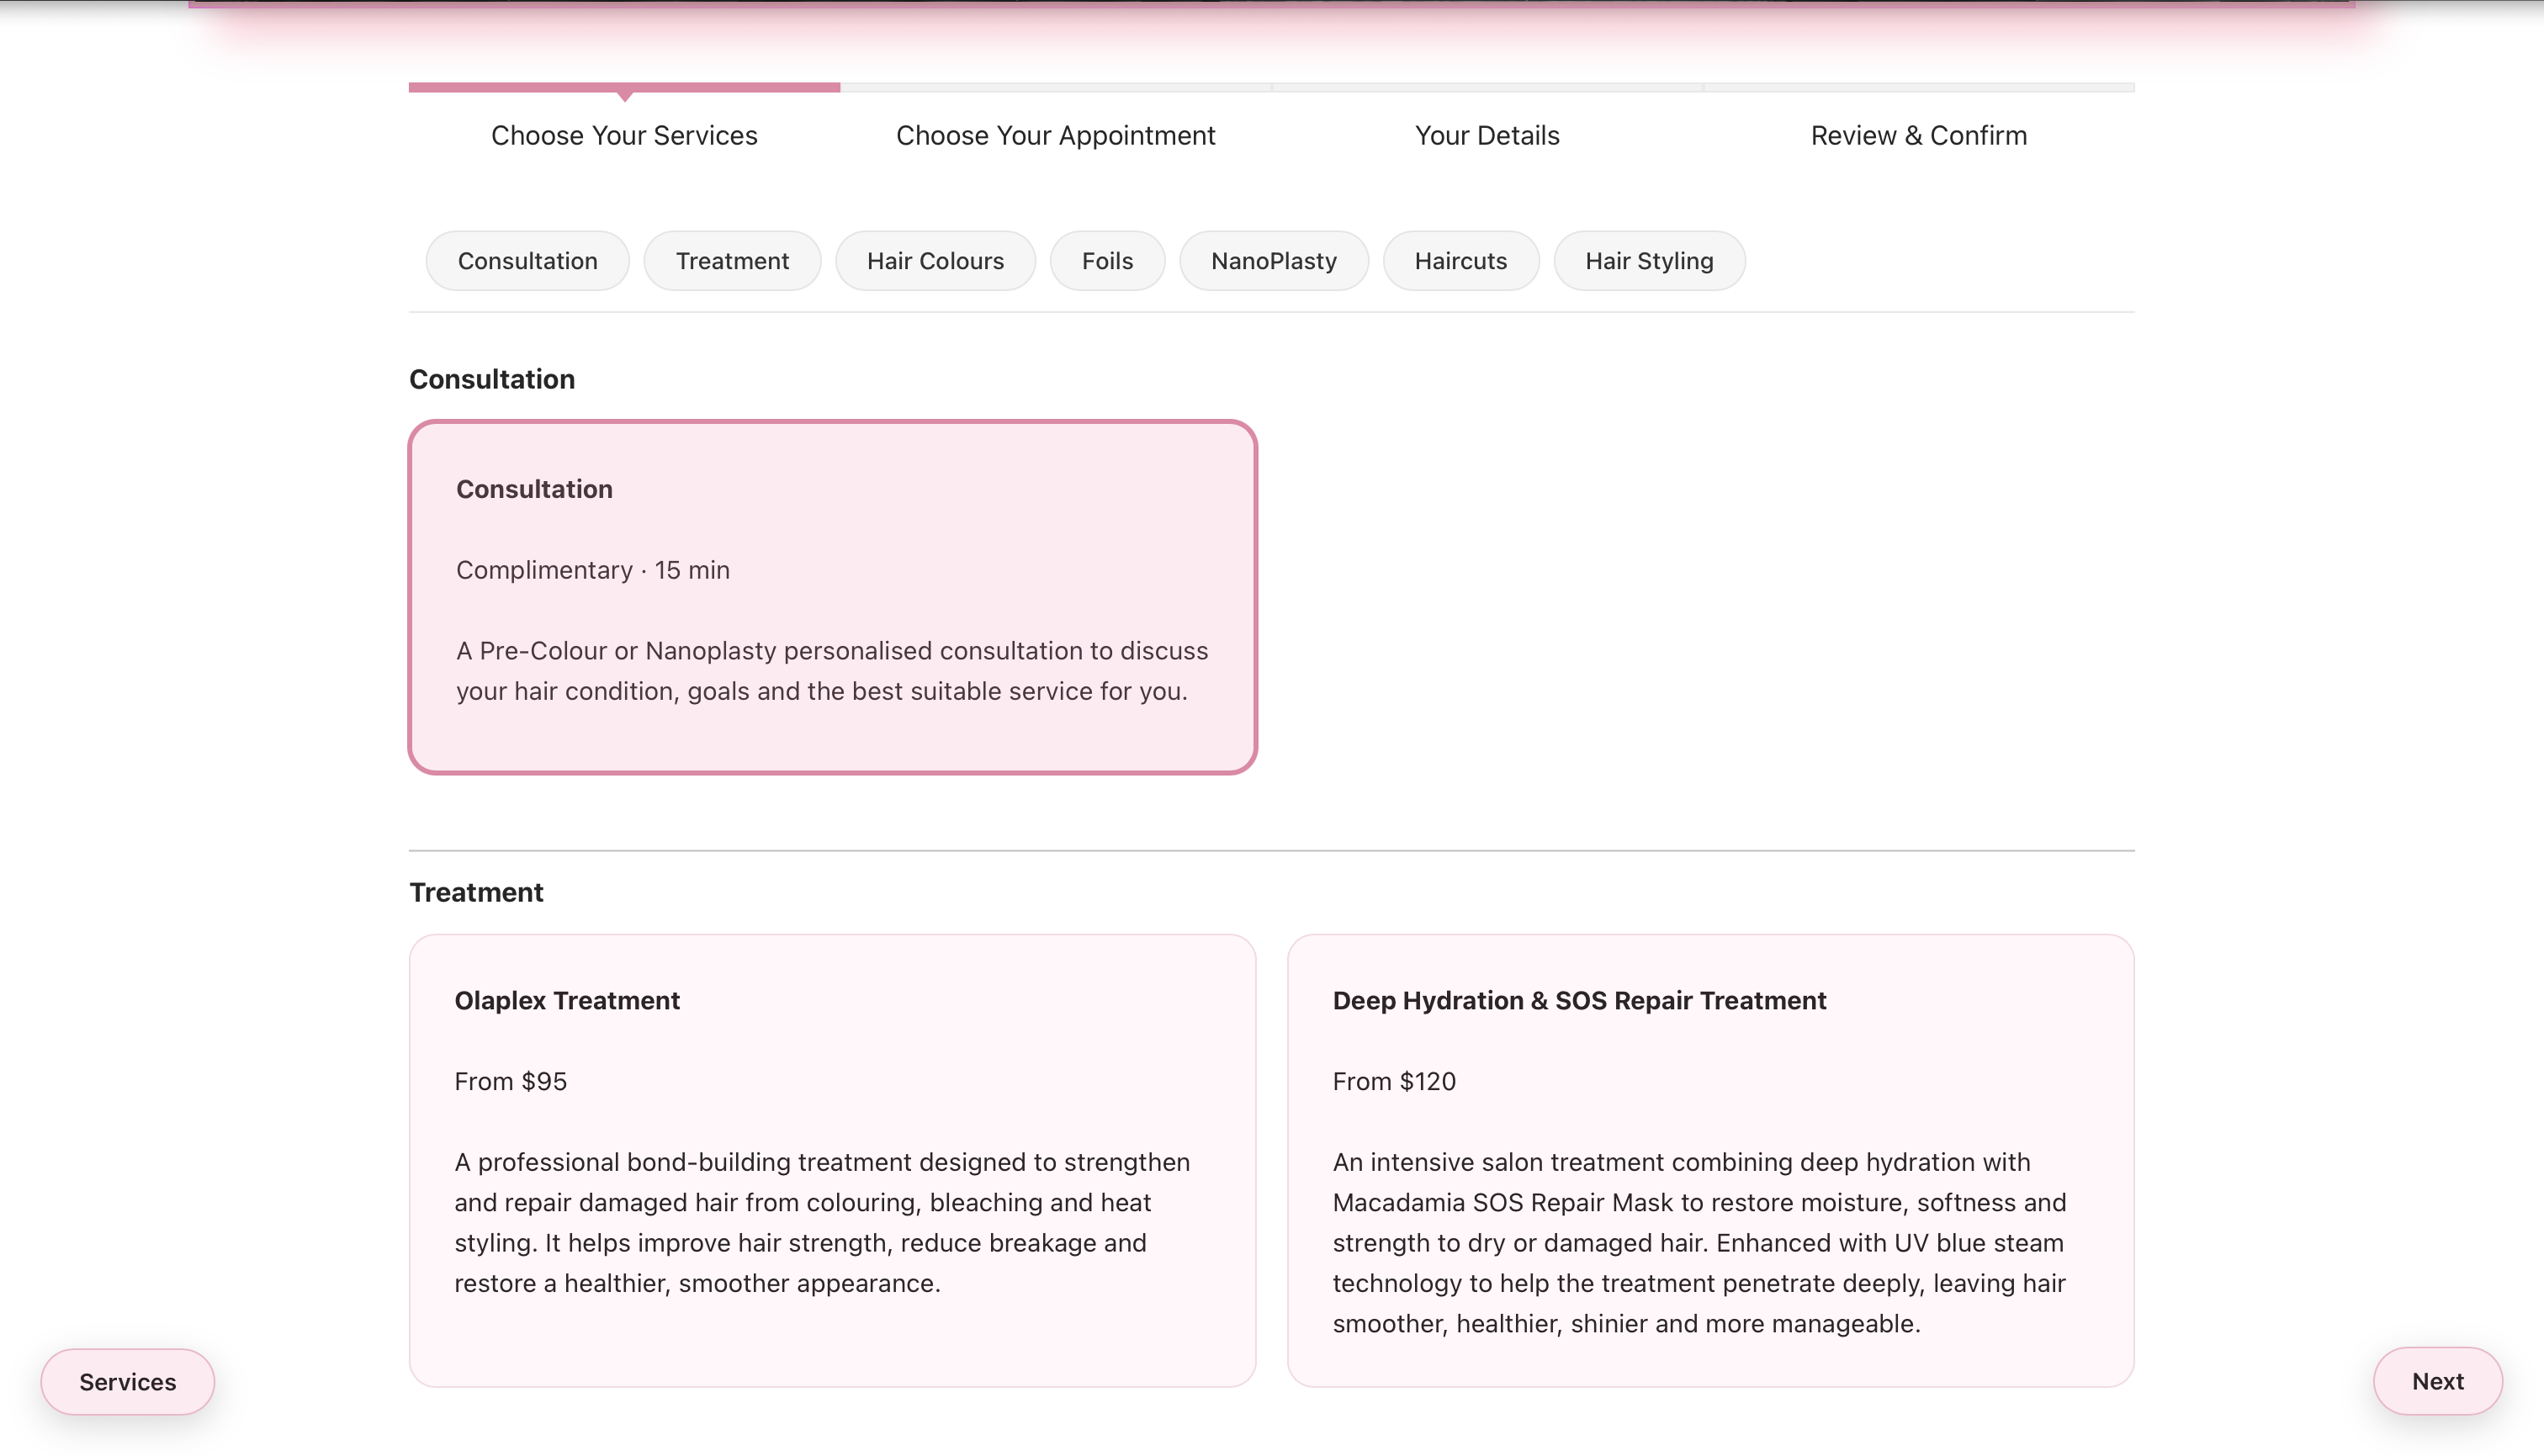 Choose Your Services
Choose Your Appointment
Your Details
Review & Confirm
Consultation
Treatment
Hair Colours
Foils
NanoPlasty
Haircuts
Hair Styling
Consultation
Consultation
Complimentary · 15 min
A Pre-Colour or Nanoplasty personalised consultation to discuss
your hair condition, goals and the best suitable service for you.
Treatment
Olaplex Treatment
From $95
A professional bond-building treatment designed to strengthen
and repair damaged hair from colouring, bleaching and heat
styling. It helps improve hair strength, reduce breakage and
restore a healthier, smoother appearance.
Deep Hydration & SOS Repair Treatment
From $120
An intensive salon treatment combining deep hydration with
Macadamia SOS Repair Mask to restore moisture, softness and
strength to dry or damaged hair. Enhanced with UV blue steam
technology to help the treatment penetrate deeply, leaving hair
smoother, healthier, shinier and more manageable.
Services
Next